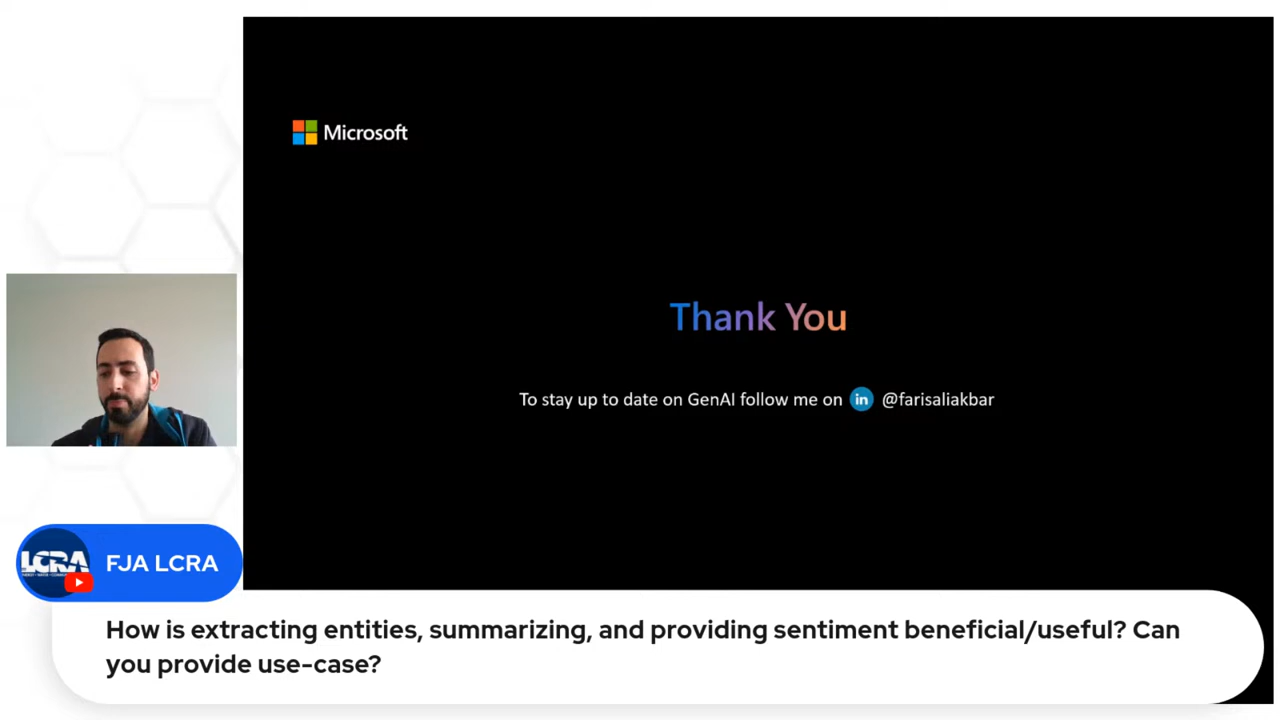 Microsoft
Thank You
To stay up to date on GenAI follow me on in @farisaliakbar
LCRA
FJA LCRA
How is extracting entities, summarizing, and providing sentiment beneficial/useful? Can
you provide use-case?